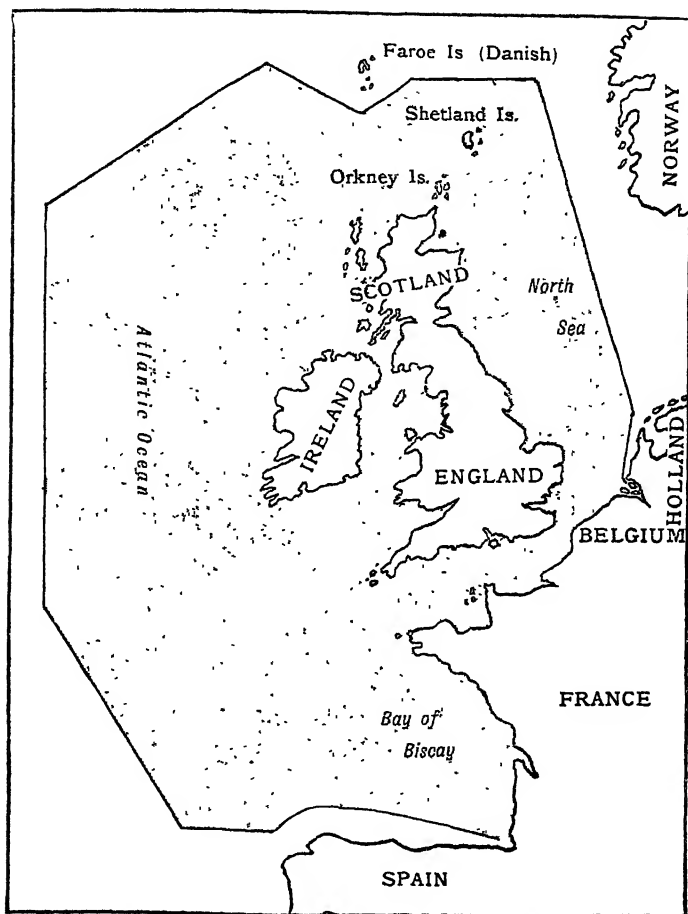 Faroe Is (Danish)
Shetland Is.
NORWAY
Orkney Is.
SCOTLAND
North
Sea
Atlantic Ocean
IRELAND
HOLLAND
ENGLAND
BELGIUM
FRANCE
Bay of
Biscay
SPAIN